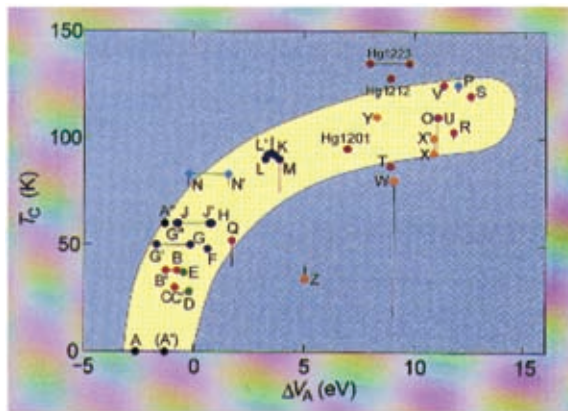 150
Hg1223
Hg1212
V P S
Y O U
R
100
L' J K
Hg1201
X'
L M
T X
N N' W
A'' J J' H
G'' Q
50
G' G F
B' B E
Z
C C' D
A (A')
0
−5 0 5 10 15
T_C (K)
ΔV_A (eV)